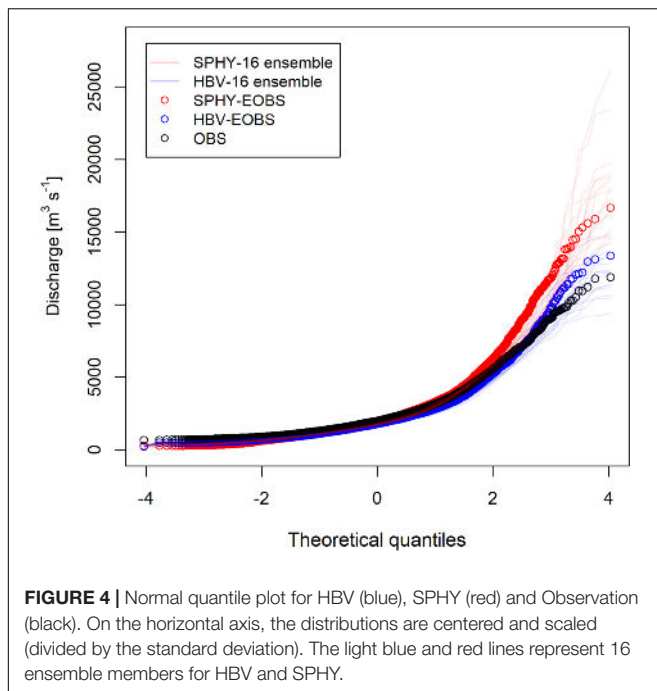 SPHY-16 ensemble
HBV-16 ensemble
SPHY-EOBS
HBV-EOBS
OBS
Discharge [m³ s⁻¹]
25000
20000
15000
10000
5000
0
-4
-2
0
2
4
Theoretical quantiles
FIGURE 4 | Normal quantile plot for HBV (blue), SPHY (red) and Observation
(black). On the horizontal axis, the distributions are centered and scaled
(divided by the standard deviation). The light blue and red lines represent 16
ensemble members for HBV and SPHY.